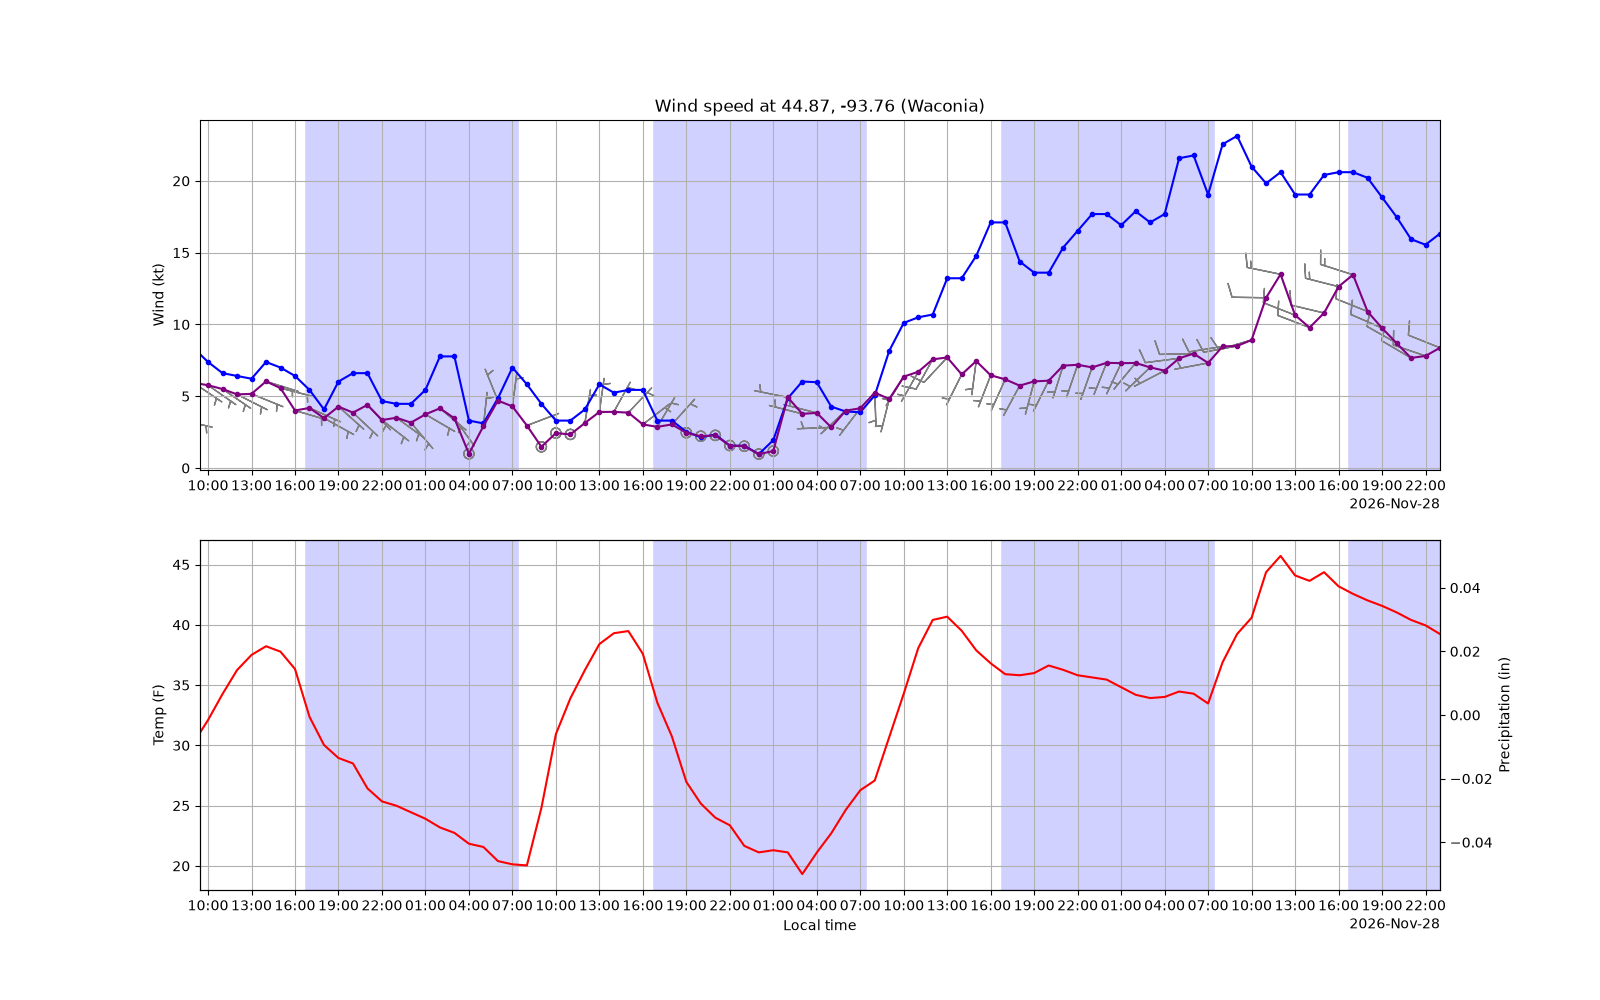 Wind speed at 44.87, -93.76 (Waconia)
Wind (kt)
20
15
10
5
0
10:00 13:00 16:00 19:00 22:00 01:00 04:00 07:00 10:00 13:00 16:00 19:00 22:00 01:00 04:00 07:00 10:00 13:00 16:00 19:00 22:00 01:00 04:00 07:00 10:00 13:00 16:00 19:00 22:00
2026-Nov-28
Temp (F)
45
40
35
30
25
20
Precipitation (in)
0.04
0.02
0.00
−0.02
−0.04
10:00 13:00 16:00 19:00 22:00 01:00 04:00 07:00 10:00 13:00 16:00 19:00 22:00 01:00 04:00 07:00 10:00 13:00 16:00 19:00 22:00 01:00 04:00 07:00 10:00 13:00 16:00 19:00 22:00
Local time
2026-Nov-28